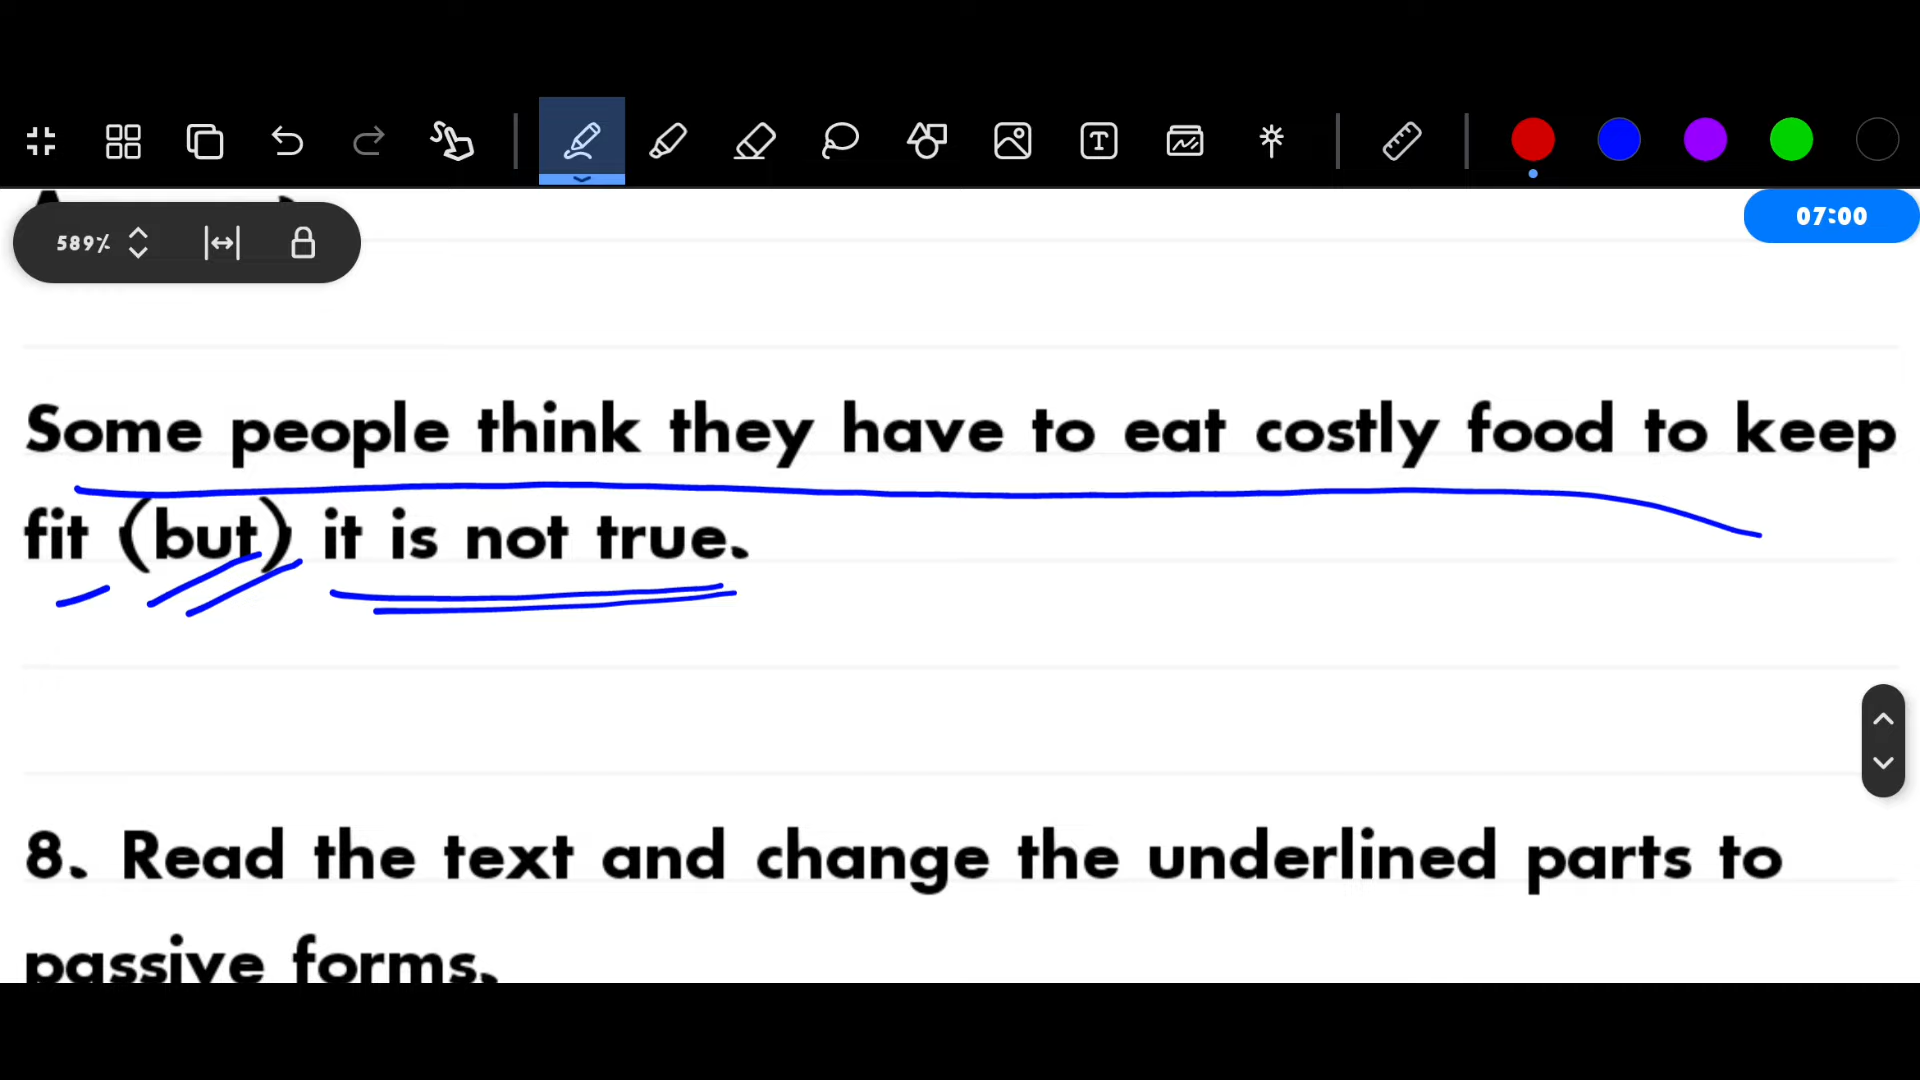 589%
07:00
Some people think they have to eat costly food to keep
fit (but) it is not true.
8. Read the text and change the underlined parts to
passive forms.